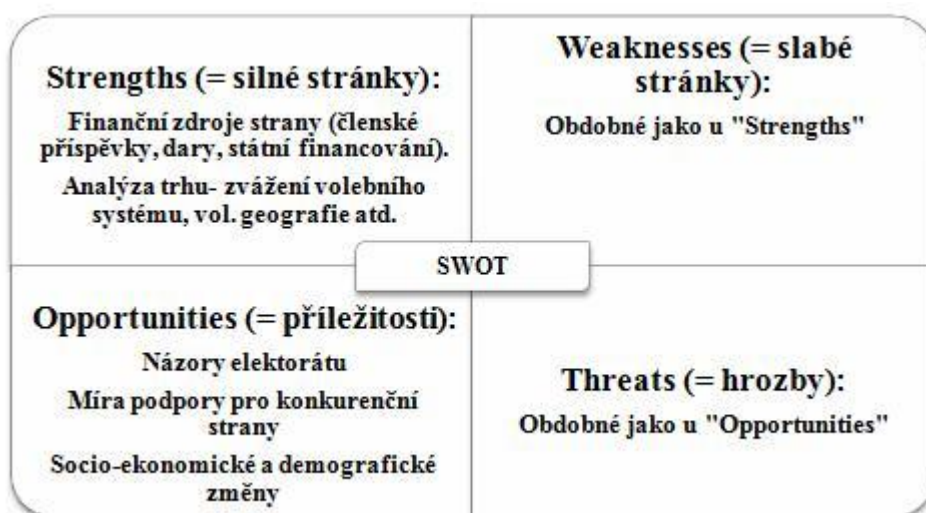 Strengths (= silné stránky):
Finanční zdroje strany (členské
příspěvky, dary, státní financování).
Analýza trhu- zvážení volebního
systému, vol. geografie atd.
Weaknesses (= slabé
stránky):
Obdobné jako u "Strengths"
SWOT
Opportunities (= příležitosti):
Názory elektorátu
Míra podpory pro konkurenční
strany
Socio-ekonomické a demografické
změny
Threats (= hrozby):
Obdobné jako u "Opportunities"